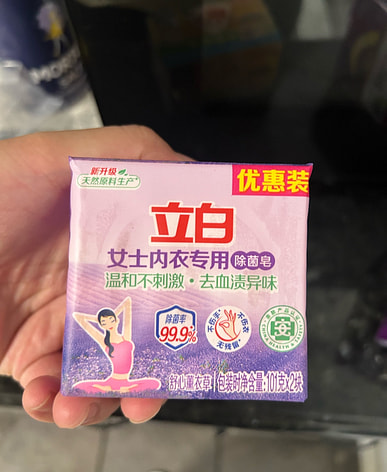 新升级
天然原料生产
优惠装
立白
女士内衣专用 除菌皂
温和不刺激·去血渍异味
除菌率
99.9%
不伤手
不伤衣
无残留
舒心薰衣草
包装时净含量:101克×2块